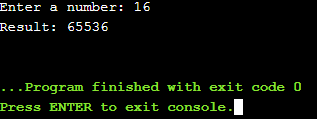 Enter a number: 16
Result: 65536
...Program finished with exit code 0
Press ENTER to exit console.